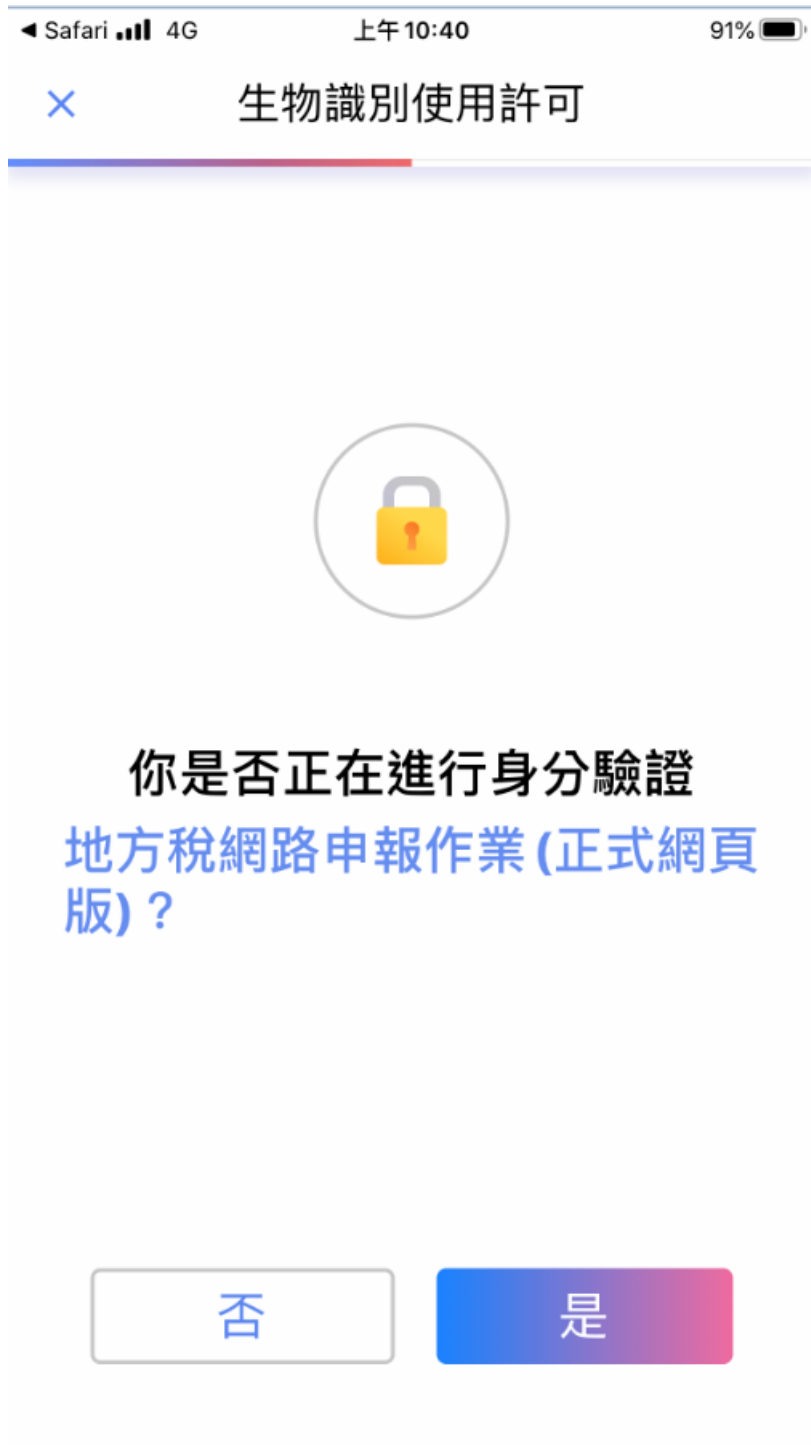 ◀ Safari 4G 上午10:40 91%
× 生物識別使用許可
你是否正在進行身分驗證
地方稅網路申報作業(正式網頁
版)?
否 是